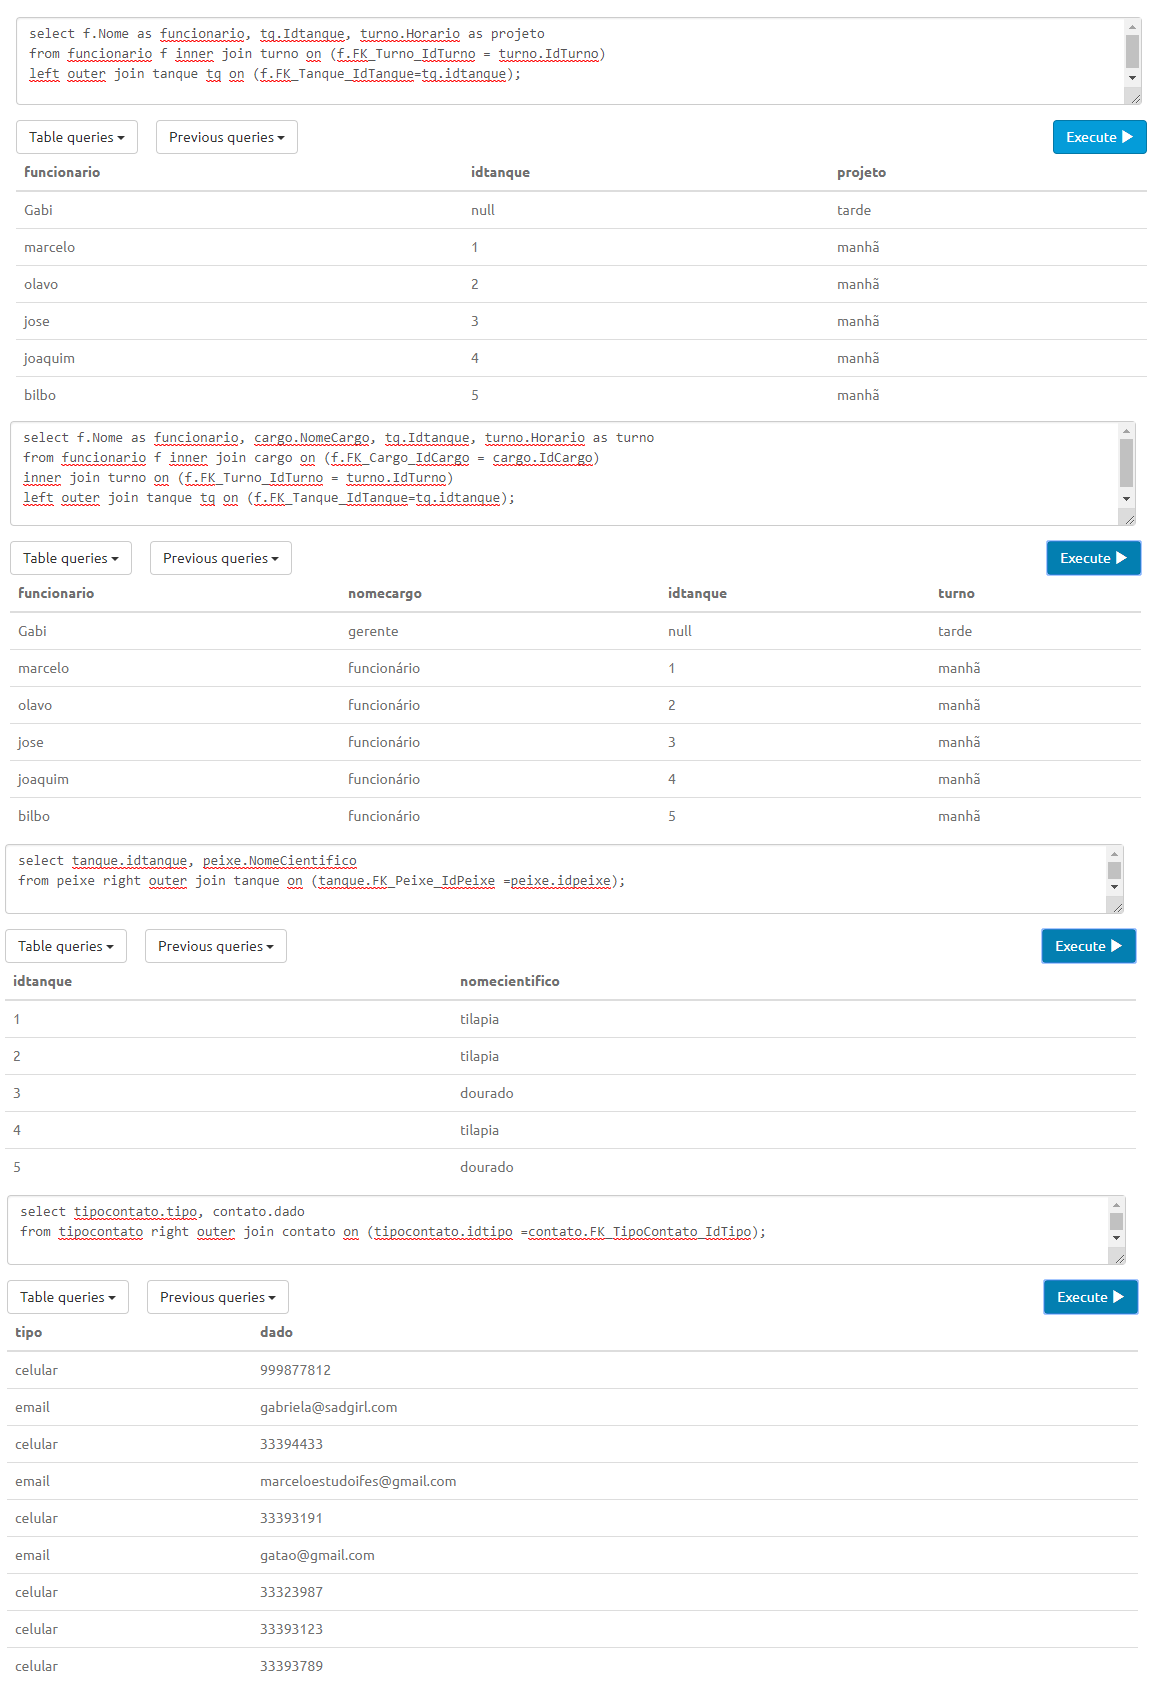 select f.Nome as funcionario, tq.Idtanque, turno.Horario as projeto
from funcionario f inner join turno on (f.FK_Turno_IdTurno = turno.IdTurno)
left outer join tanque tq on (f.FK_Tanque_IdTanque=tq.idtanque);
Table queries Previous queries Execute
funcionario idtanque projeto
Gabi null tarde
marcelo 1 manhã
olavo 2 manhã
jose 3 manhã
joaquim 4 manhã
bilbo 5 manhã
select f.Nome as funcionario, cargo.NomeCargo, tq.Idtanque, turno.Horario as turno
from funcionario f inner join cargo on (f.FK_Cargo_IdCargo = cargo.IdCargo)
inner join turno on (f.FK_Turno_IdTurno = turno.IdTurno)
left outer join tanque tq on (f.FK_Tanque_IdTanque=tq.idtanque);
Table queries Previous queries Execute
funcionario nomecargo idtanque turno
Gabi gerente null tarde
marcelo funcionário 1 manhã
olavo funcionário 2 manhã
jose funcionário 3 manhã
joaquim funcionário 4 manhã
bilbo funcionário 5 manhã
select tanque.idtanque, peixe.NomeCientifico
from peixe right outer join tanque on (tanque.FK_Peixe_IdPeixe =peixe.idpeixe);
Table queries Previous queries Execute
idtanque nomecientifico
1 tilapia
2 tilapia
3 dourado
4 tilapia
5 dourado
select tipocontato.tipo, contato.dado
from tipocontato right outer join contato on (tipocontato.idtipo =contato.FK_TipoContato_IdTipo);
Table queries Previous queries Execute
tipo dado
celular 999877812
email gabriela@sadgirl.com
celular 33394433
email marceloestudoifes@gmail.com
celular 33393191
email gatao@gmail.com
celular 33323987
celular 33393123
celular 33393789